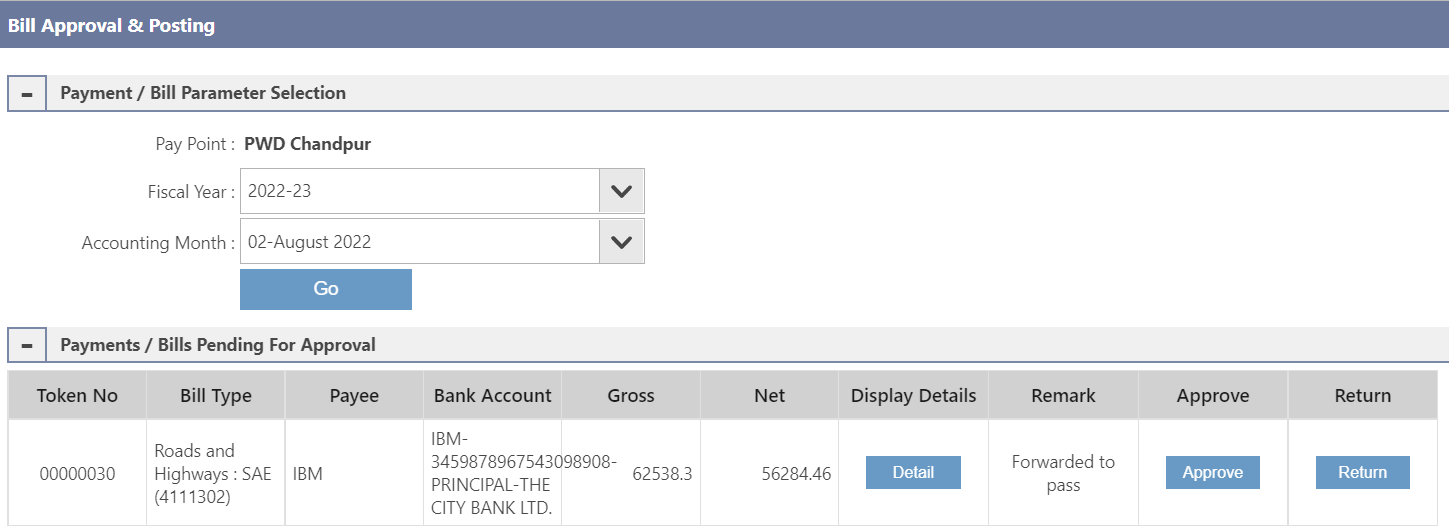 Bill Approval & Posting
Payment / Bill Parameter Selection
Pay Point : PWD Chandpur
Fiscal Year : 2022-23
Accounting Month : 02-August 2022
Go
Payments / Bills Pending For Approval
Token No Bill Type Payee Bank Account Gross Net Display Details Remark Approve Return
00000030
Roads and
Highways : SAE
(4111302)
IBM
IBM-
3459878967543098908-
PRINCIPAL-THE
CITY BANK LTD.
62538.3
56284.46
Detail
Forwarded to
pass
Approve
Return